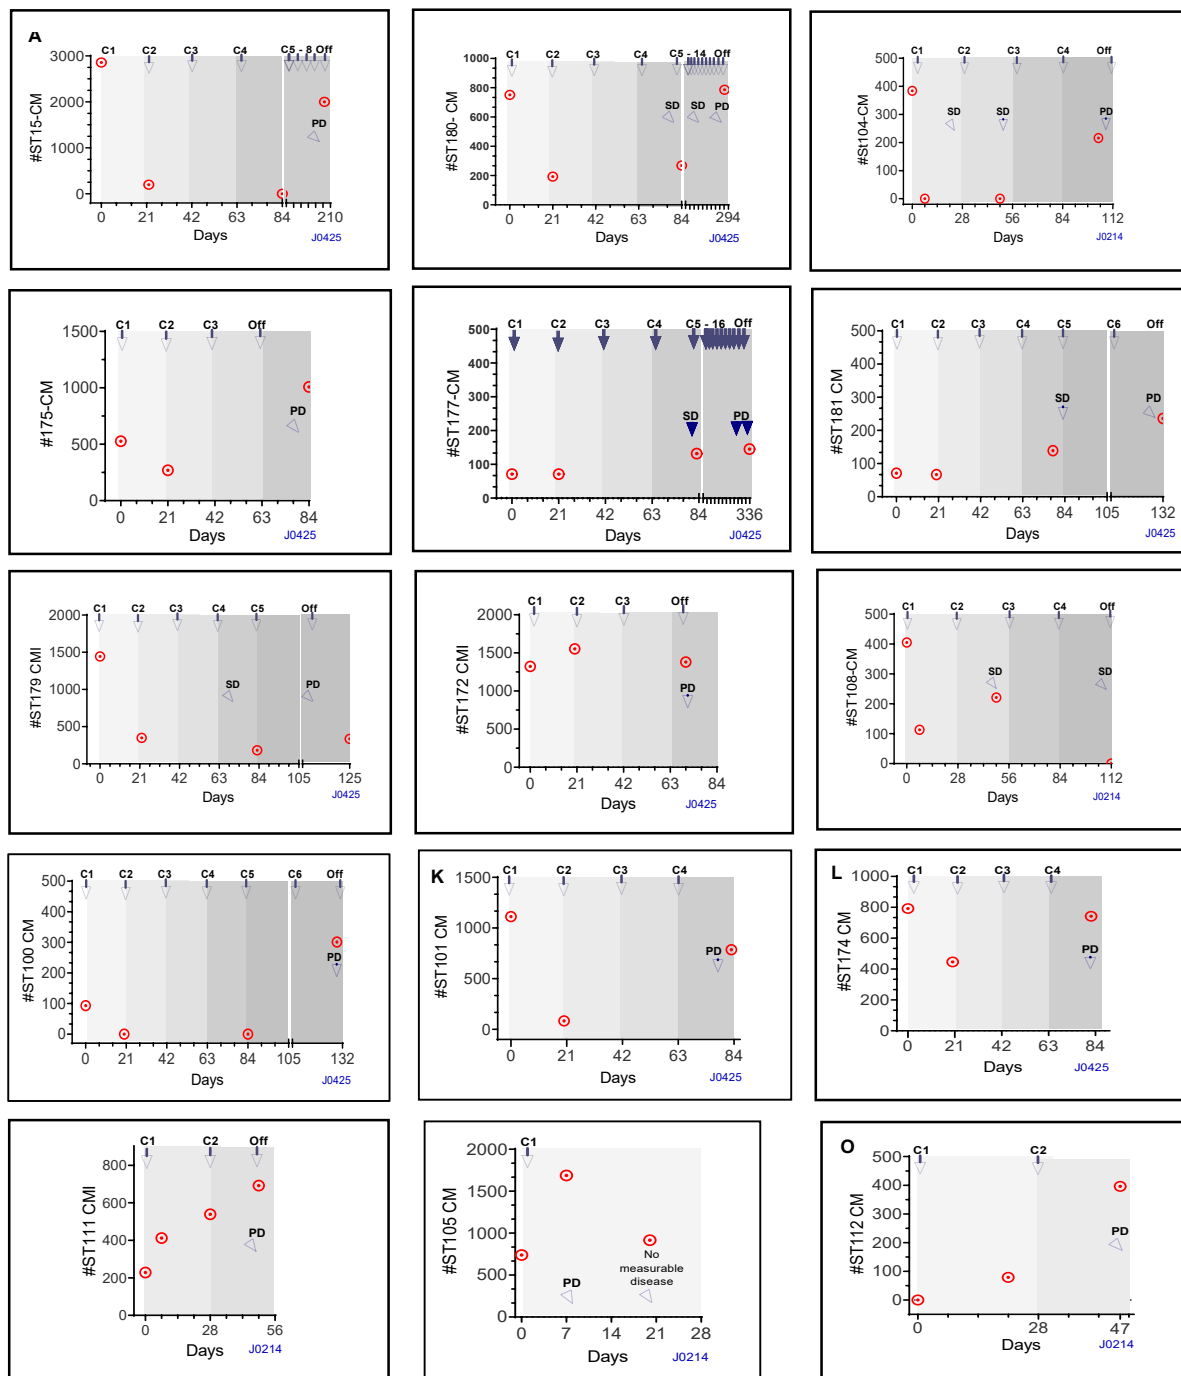 A
C1 C2 C3 C4 C5 - 8 Off
3000
2000
1000
0
#ST15-CM
PD
0 21 42 63 84 210
Days
J0425
C1 C2 C3 C4 C5 - 14 Off
1000
800
600
400
200
0
#ST180- CM
SD SD PD
0 21 42 63 84 294
Days
J0425
C1 C2 C3 C4 Off
500
400
300
200
100
0
#St104-CM
SD SD PD
0 28 56 84 112
Days
J0214
C1 C2 C3 Off
1500
1000
500
0
#175-CM
PD
0 21 42 63 84
Days
J0425
C1 C2 C3 C4 C5 - 16 Off
500
400
300
200
100
0
#ST177-CM
SD PD
0 21 42 63 84 336
Days
J0425
C1 C2 C3 C4 C5 C6 Off
500
400
300
200
100
0
#ST181 CM
SD PD
0 21 42 63 84 105 132
Days
J0425
C1 C2 C3 C4 C5 Off
2000
1500
1000
500
0
#ST179 CMI
SD PD
0 21 42 63 84 105 125
Days
J0425
C1 C2 C3 Off
2000
1500
1000
500
0
#ST172 CMI
PD
0 21 42 63 84
Days
J0425
C1 C2 C3 C4 Off
500
400
300
200
100
0
#ST108-CM
SD SD
0 28 56 84 112
Days
J0214
C1 C2 C3 C4 C5 C6 Off
500
400
300
200
100
0
#ST100 CM
PD
0 21 42 63 84 105 132
Days
J0425
K
C1 C2 C3 C4
1500
1000
500
0
#ST101 CM
PD
0 21 42 63 84
Days
J0425
L
C1 C2 C3 C4
1000
800
600
400
200
0
#ST174 CM
PD
0 21 42 63 84
Days
J0425
C1 C2 Off
800
600
400
200
0
#ST111 CMI
PD
0 28 56
Days
J0214
C1
2000
1500
1000
500
0
#ST105 CM
PD
No
measurable
disease
0 7 14 21 28
Days
J0214
O
C1 C2
500
400
300
200
100
0
#ST112 CM
PD
0 28 47
Days
J0214